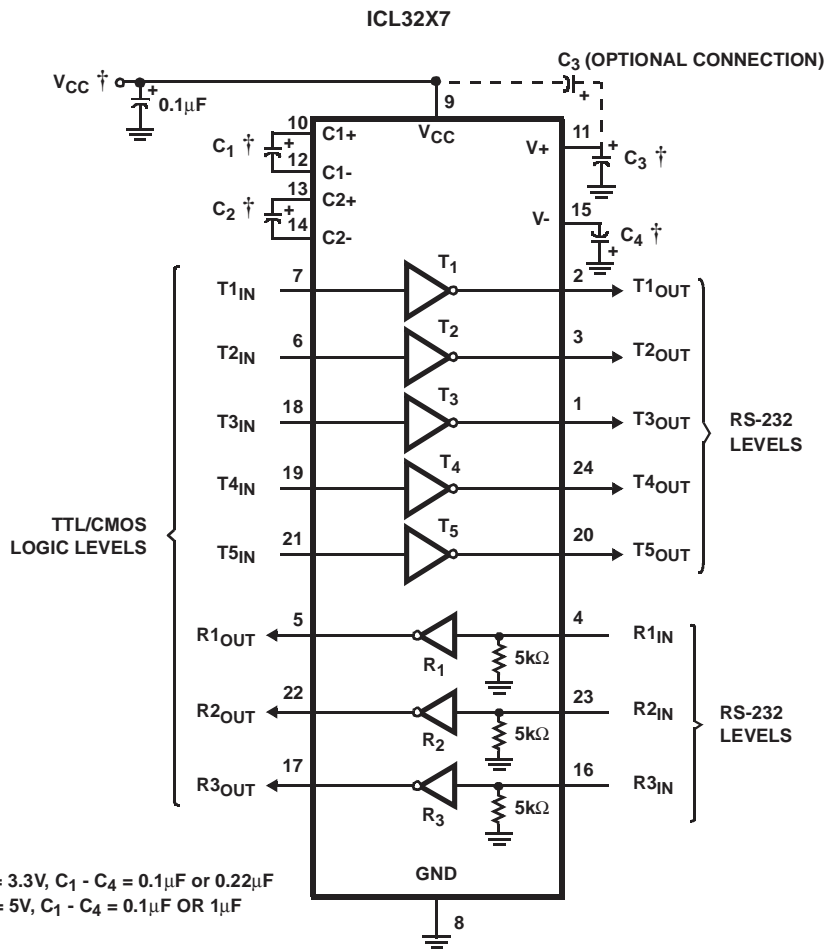 ICL32X7
C3 (OPTIONAL CONNECTION)
VCC †
+
0.1μF
+
9
VCC
10
C1+
C1 †
+
12
C1-
13
C2+
C2 †
+
14
C2-
11
V+
+
C3 †
15
V-
C4 †
+
T1IN
7
T1
2
T1OUT
T2IN
6
T2
3
T2OUT
T3IN
18
T3
1
T3OUT
T4IN
19
T4
24
T4OUT
T5IN
21
T5
20
T5OUT
TTL/CMOS
LOGIC LEVELS
RS-232
LEVELS
R1OUT
5
R1
5kΩ
4
R1IN
R2OUT
22
R2
5kΩ
23
R2IN
R3OUT
17
R3
5kΩ
16
R3IN
RS-232
LEVELS
GND
8
= 3.3V, C1 - C4 = 0.1μF or 0.22μF
= 5V, C1 - C4 = 0.1μF OR 1μF